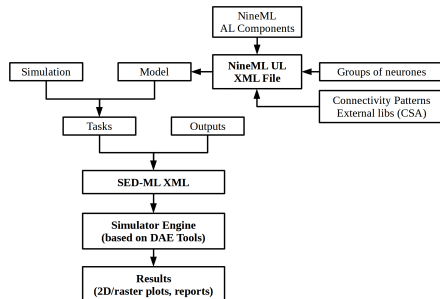 NineML
AL Components
Simulation
Model
NineML UL
XML File
Groups of neurones
Connectivity Patterns
External libs (CSA)
Tasks
Outputs
SED-ML XML
Simulator Engine
(based on DAE Tools)
Results
(2D/raster plots, reports)